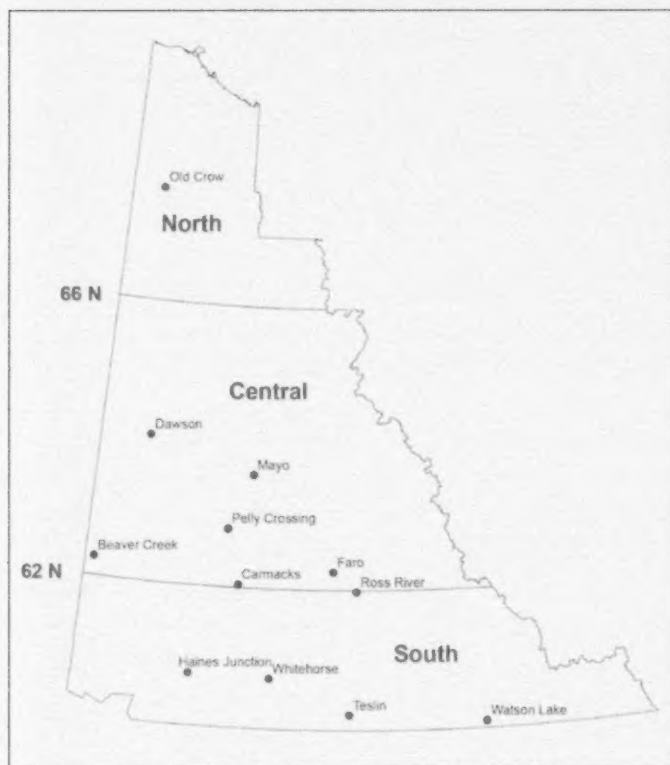 Old Crow
North
66 N
Central
Dawson
Mayo
Pelly Crossing
Beaver Creek
Faro
62 N
Carmacks
Ross River
South
Haines Junction
Whitehorse
Teslin
Watson Lake